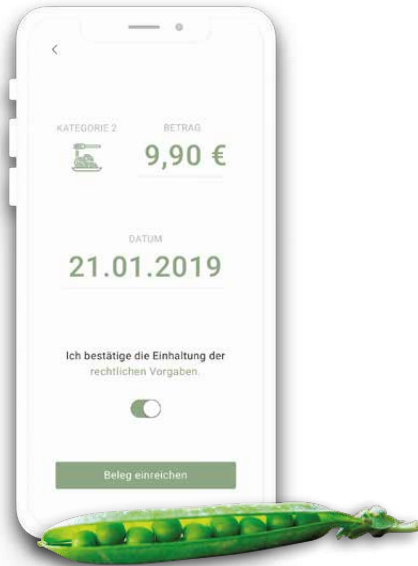 KATEGORIE 2
BETRAG
9,90 €
DATUM
21.01.2019
Ich bestätige die Einhaltung der
rechtlichen Vorgaben.
Beleg einreichen